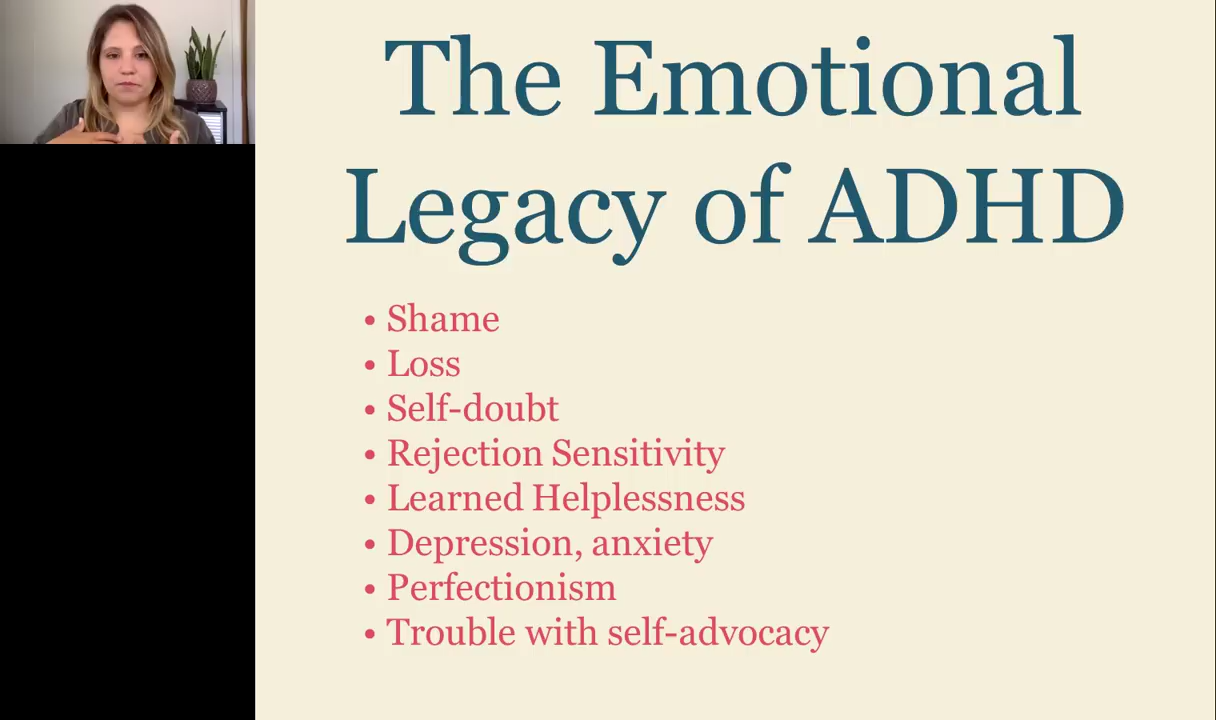 The Emotional
Legacy of ADHD
• Shame
• Loss
• Self-doubt
• Rejection Sensitivity
• Learned Helplessness
• Depression, anxiety
• Perfectionism
• Trouble with self-advocacy